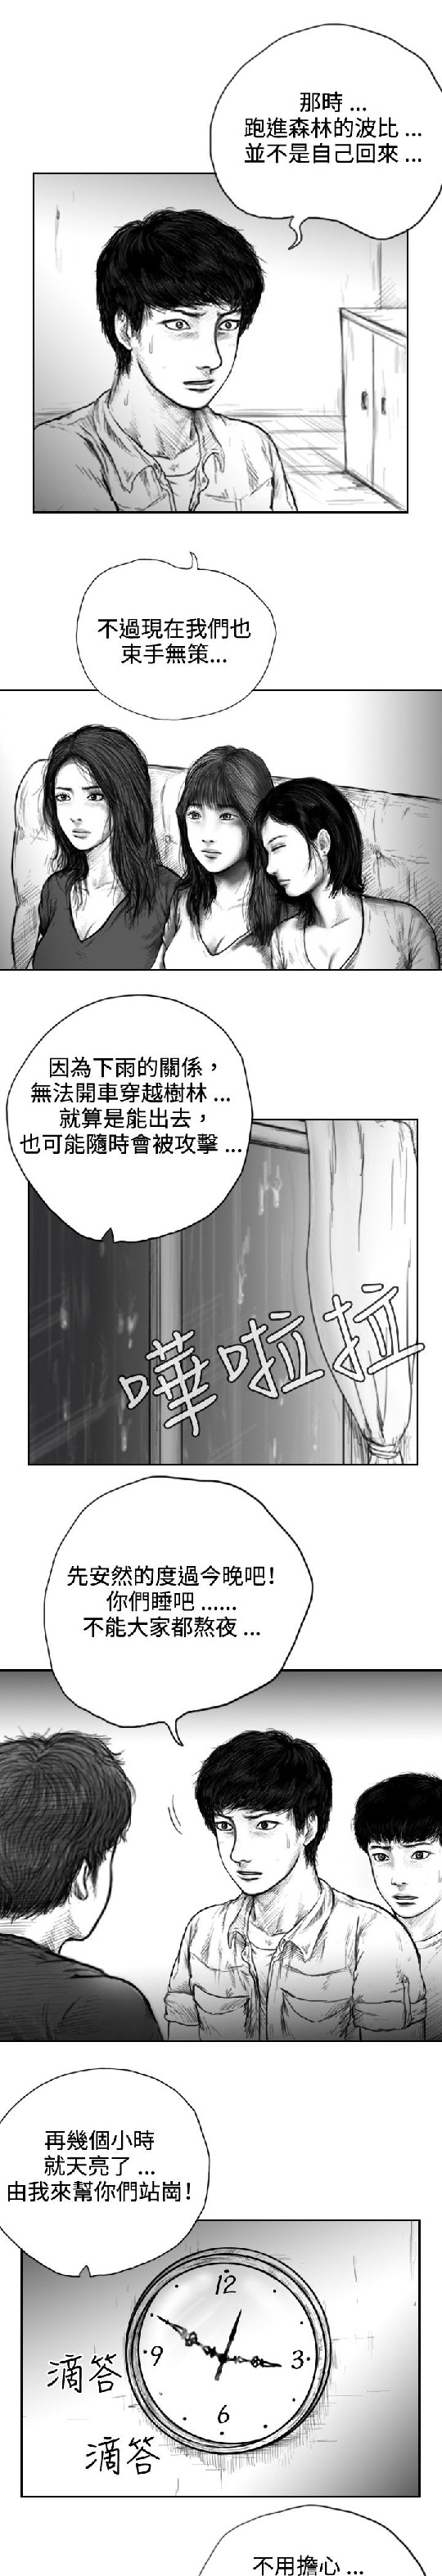 那時 ...
跑進森林的波比 ...
並不是自己回來 ...
不過現在我們也
束手無策...
因為下雨的關係，
無法開車穿越樹林 ...
就算是能出去，
也可能隨時會被攻擊 ...
嘩啦拉
先安然的度過今晚吧！
你們睡吧 ......
不能大家都熬夜 ...
再幾個小時
就天亮了 ...
由我來幫你們站崗！
12
9
3
6
滴答
滴答
不用擔心 ...